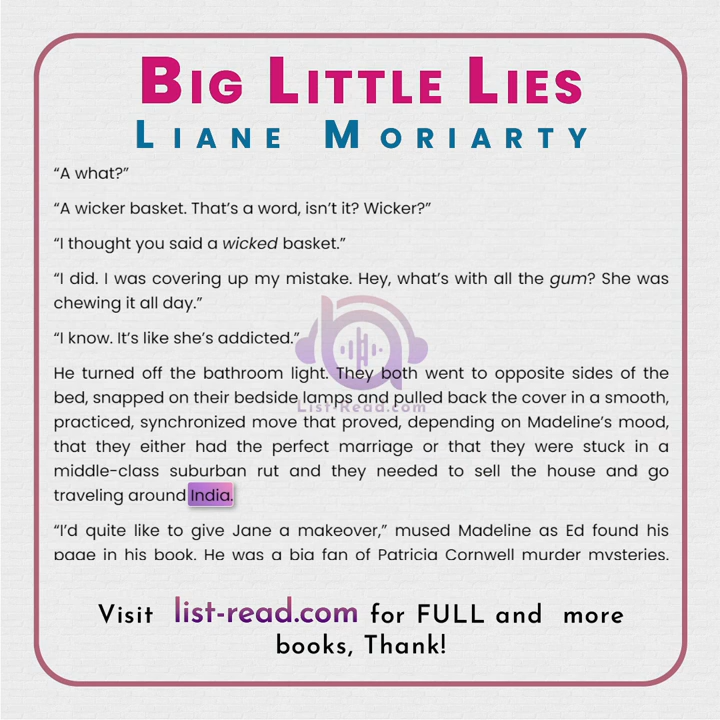 BIG LITTLE LIES
LIANE MORIARTY
“A what?”
“A wicker basket. That’s a word, isn’t it? Wicker?”
“I thought you said a wicked basket.”
“I did. I was covering up my mistake. Hey, what’s with all the gum? She was
chewing it all day.”
“I know. It’s like she’s addicted.”
He turned off the bathroom light. They both went to opposite sides of the
bed, snapped on their bedside lamps and pulled back the cover in a smooth,
List-Read.com
practiced, synchronized move that proved, depending on Madeline’s mood,
that they either had the perfect marriage or that they were stuck in a
middle-class suburban rut and they needed to sell the house and go
traveling around India.
“I’d quite like to give Jane a makeover,” mused Madeline as Ed found his
page in his book. He was a big fan of Patricia Cornwell murder mysteries.
Visit list-read.com for FULL and more
books, Thank!